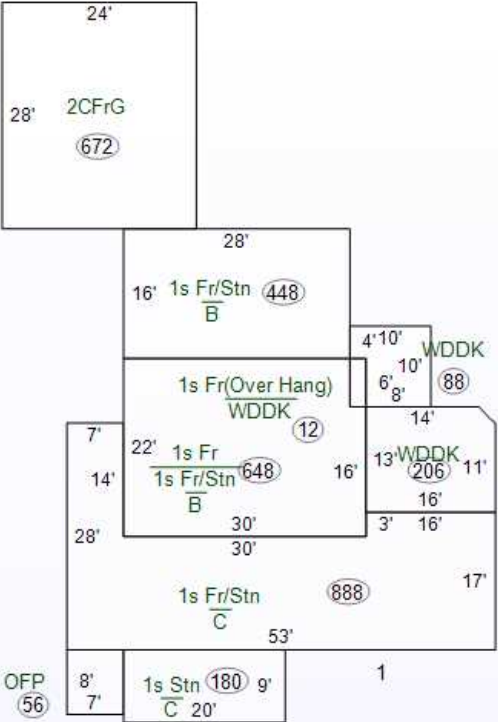 24'
28'
2CFrG
672
28'
16'
1s Fr/Stn
B
448
4'
10'
10'
6'
8'
WDDK
88
1s Fr(Over Hang)
WDDK
12
22'
1s Fr
1s Fr/Stn
B
648
16'
30'
14'
13'
WDDK
206
11'
16'
7'
14'
28'
30'
3'
16'
17'
1s Fr/Stn
C
888
53'
OFP
56
8'
7'
1s Stn
C
180
9'
20'
1